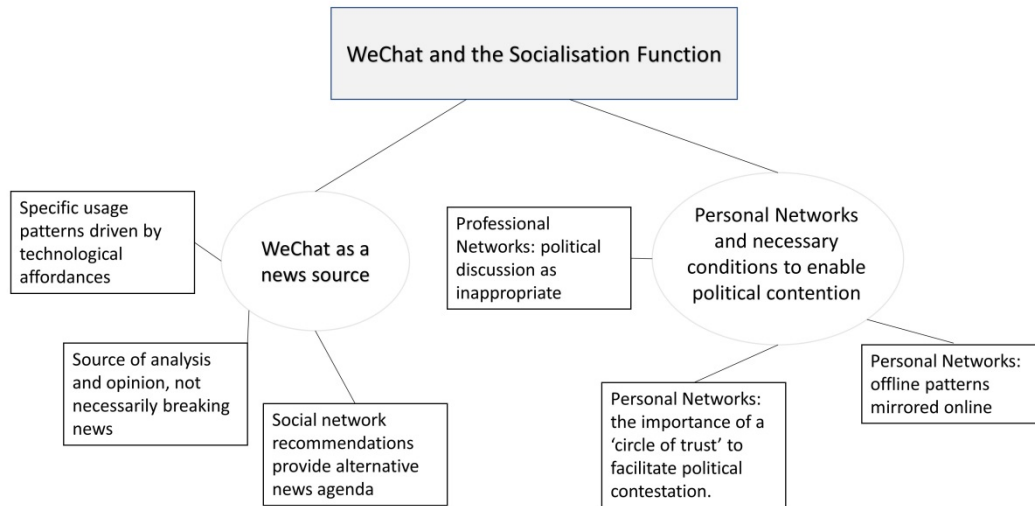 WeChat and the Socialisation Function
Specific usage
patterns driven by
technological
affordances
WeChat as a
news source
Source of analysis
and opinion, not
necessarily breaking
news
Social network
recommendations
provide alternative
news agenda
Professional
Networks: political
discussion as
inappropriate
Personal Networks
and necessary
conditions to enable
political contention
Personal Networks:
the importance of a
‘circle of trust’ to
facilitate political
contestation.
Personal Networks:
offline patterns
mirrored online